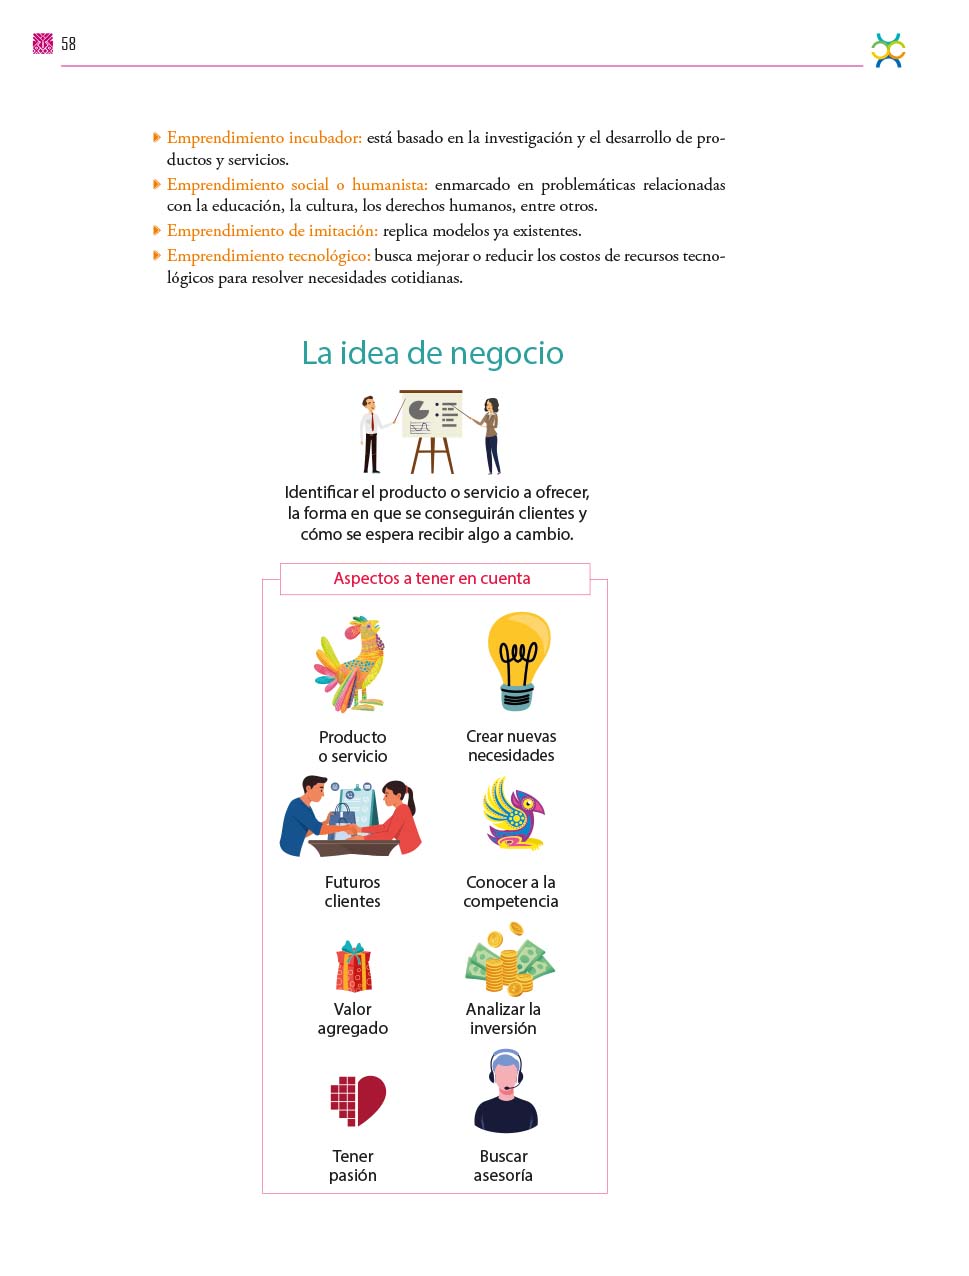 58
Emprendimiento incubador: está basado en la investigación y el desarrollo de pro-
ductos y servicios.
Emprendimiento social o humanista: enmarcado en problemáticas relacionadas
con la educación, la cultura, los derechos humanos, entre otros.
Emprendimiento de imitación: replica modelos ya existentes.
Emprendimiento tecnológico: busca mejorar o reducir los costos de recursos tecno-
lógicos para resolver necesidades cotidianas.
La idea de negocio
Identificar el producto o servicio a ofrecer,
la forma en que se conseguirán clientes y
cómo se espera recibir algo a cambio.
Aspectos a tener en cuenta
Producto
o servicio
Crear nuevas
necesidades
Futuros
clientes
Conocer a la
competencia
Valor
agregado
Analizar la
inversión
Tener
pasión
Buscar
asesoría